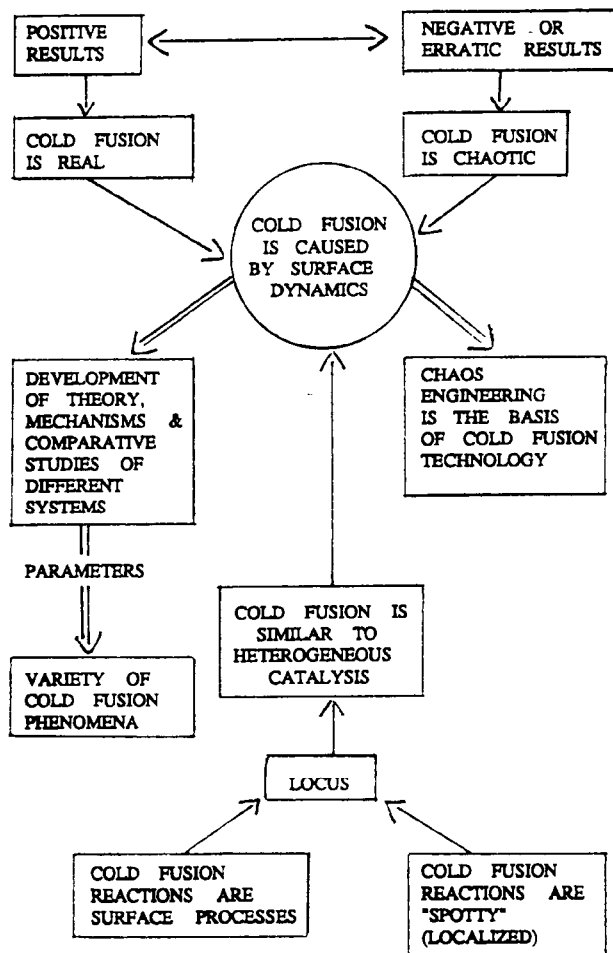 POSITIVE
RESULTS
NEGATIVE OR
ERRATIC RESULTS
COLD FUSION
IS REAL
COLD FUSION
IS CHAOTIC
COLD FUSION
IS CAUSED
BY SURFACE
DYNAMICS
DEVELOPMENT
OF THEORY,
MECHANISMS &
COMPARATIVE
STUDIES OF
DIFFERENT
SYSTEMS
CHAOS
ENGINEERING
IS THE BASIS
OF COLD FUSION
TECHNOLOGY
PARAMETERS
COLD FUSION IS
SIMILAR TO
HETEROGENEOUS
CATALYSIS
VARIETY OF
COLD FUSION
PHENOMENA
LOCUS
COLD FUSION
REACTIONS ARE
SURFACE PROCESSES
COLD FUSION
REACTIONS ARE
"SPOTTY"
(LOCALIZED)